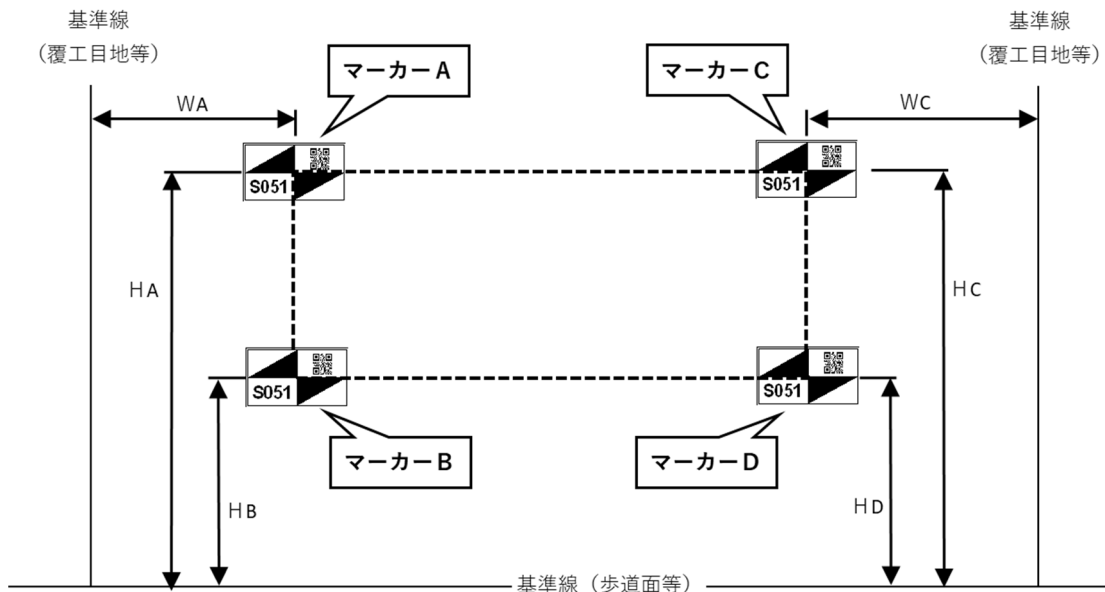 基準線
（覆工目地等）
基準線
（覆工目地等）
マーカーA
マーカーC
WA
WC
S051
S051
HA
HC
S051
S051
マーカーB
マーカーD
HB
HD
基準線（歩道面等）